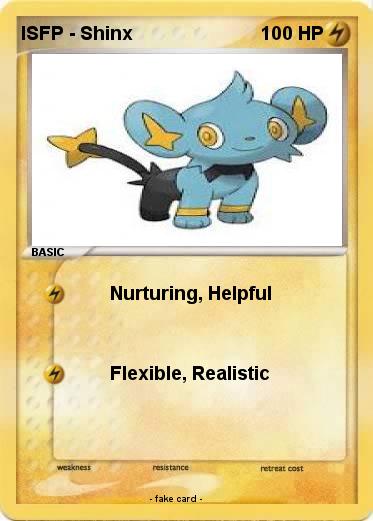 ISFP - Shinx 100 HP
BASIC
Nurturing, Helpful
Flexible, Realistic
weakness resistance retreat cost
- fake card -